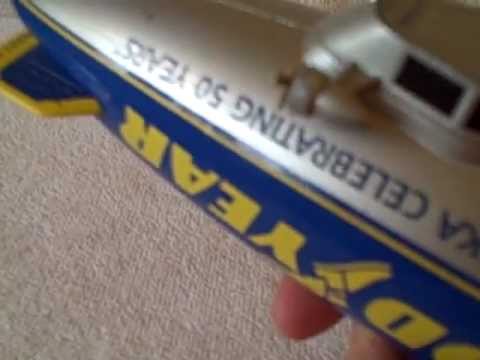 KA CELEBRATING 50 YEARS
ODYEAR